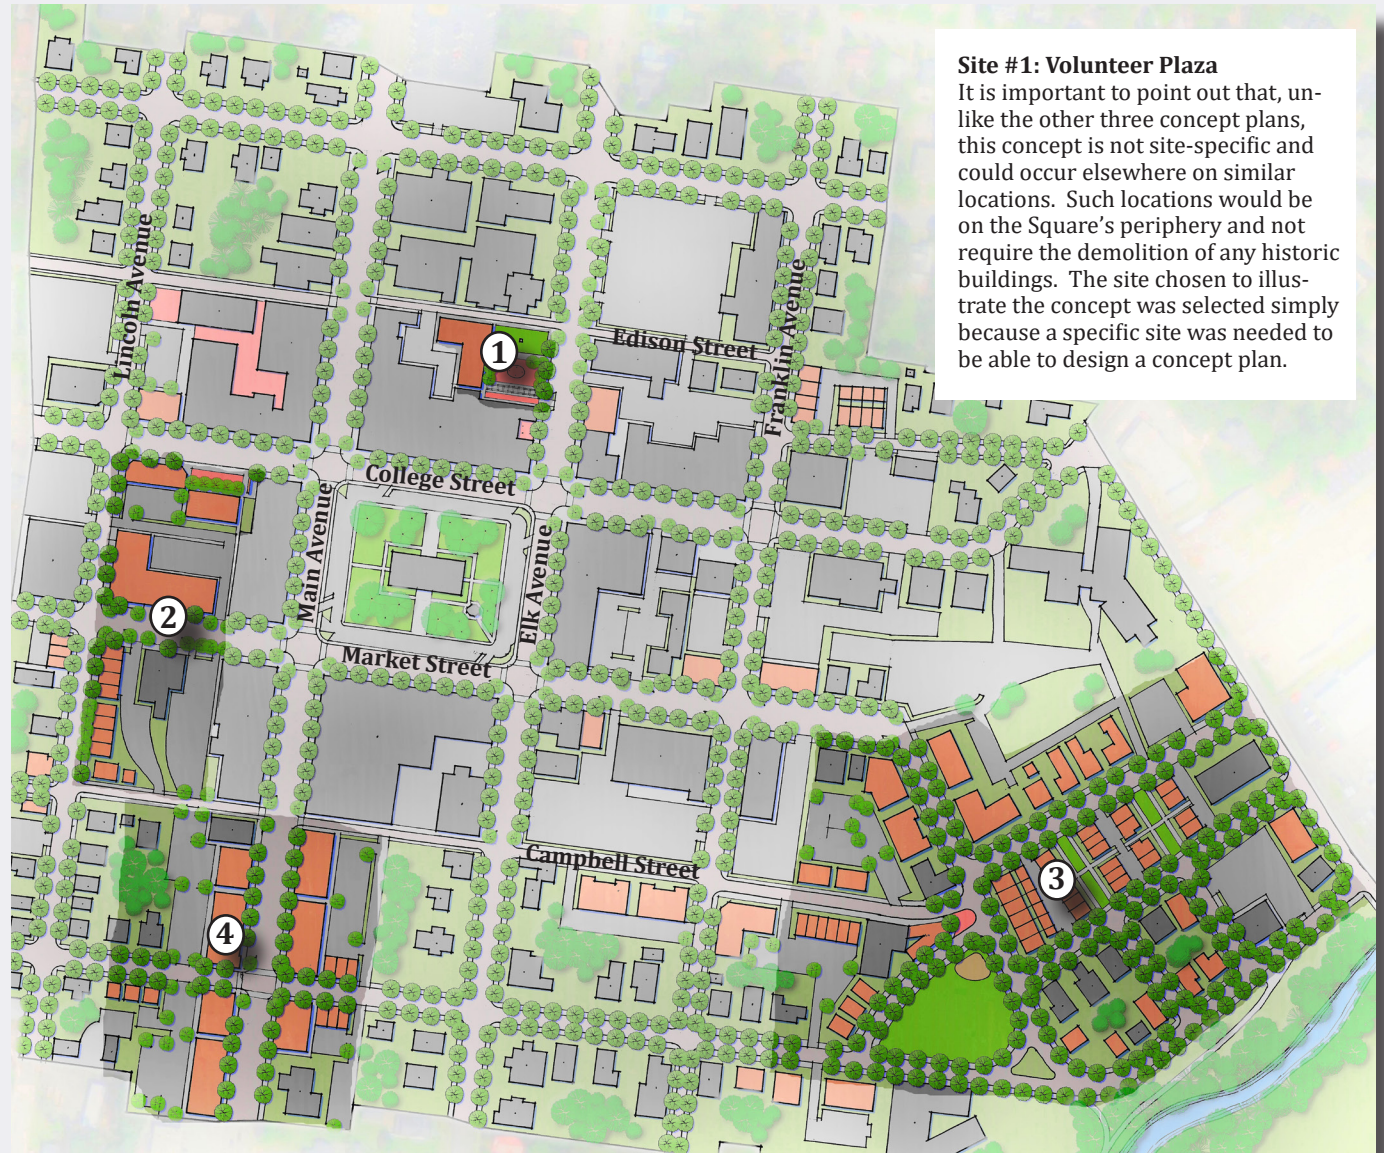 Site #1: Volunteer Plaza
It is important to point out that, un-
like the other three concept plans,
this concept is not site-specific and
could occur elsewhere on similar
locations.  Such locations would be
on the Square's periphery and not
require the demolition of any historic
buildings.  The site chosen to illus-
trate the concept was selected simply
because a specific site was needed to
be able to design a concept plan.
Lincoln Avenue
1
Edison Street
Franklin Avenue
College Street
Main Avenue
Elk Avenue
2
Market Street
Campbell Street
3
4